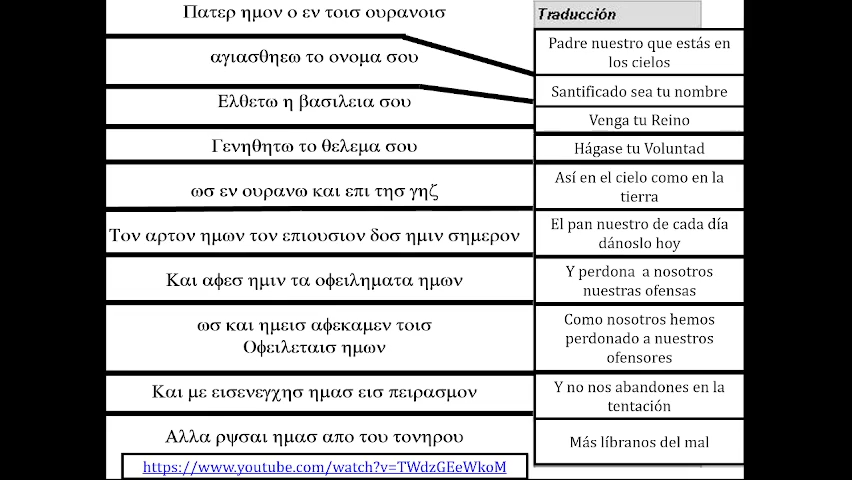 Πατερ ημον ο εν τοισ ουρανοισ
αγιασθηεω το ονομα σου
Ελθετω η βασιλεια σου
Γενηθητω το θελεμα σου
ωσ εν ουρανω και επι τησ γηζ
Τον αρτον ημων τον επιουσιον δοσ ημιν σημερον
Και αφεσ ημιν τα οφειληματα ημων
ωσ και ημεισ αφεκαμεν τοισ
Οφειλεταισ ημων
Και με εισενεγχησ ημασ εισ πειρασμον
Αλλα ρψσαι ημασ απο του τονηρου
https://www.youtube.com/watch?v=TWdzGEeWkoM
Traducción
Padre nuestro que estás en
los cielos
Santificado sea tu nombre
Venga tu Reino
Hágase tu Voluntad
Así en el cielo como en la
tierra
El pan nuestro de cada día
dánoslo hoy
Y perdona a nosotros
nuestras ofensas
Como nosotros hemos
perdonado a nuestros
ofensores
Y no nos abandones en la
tentación
Más líbranos del mal